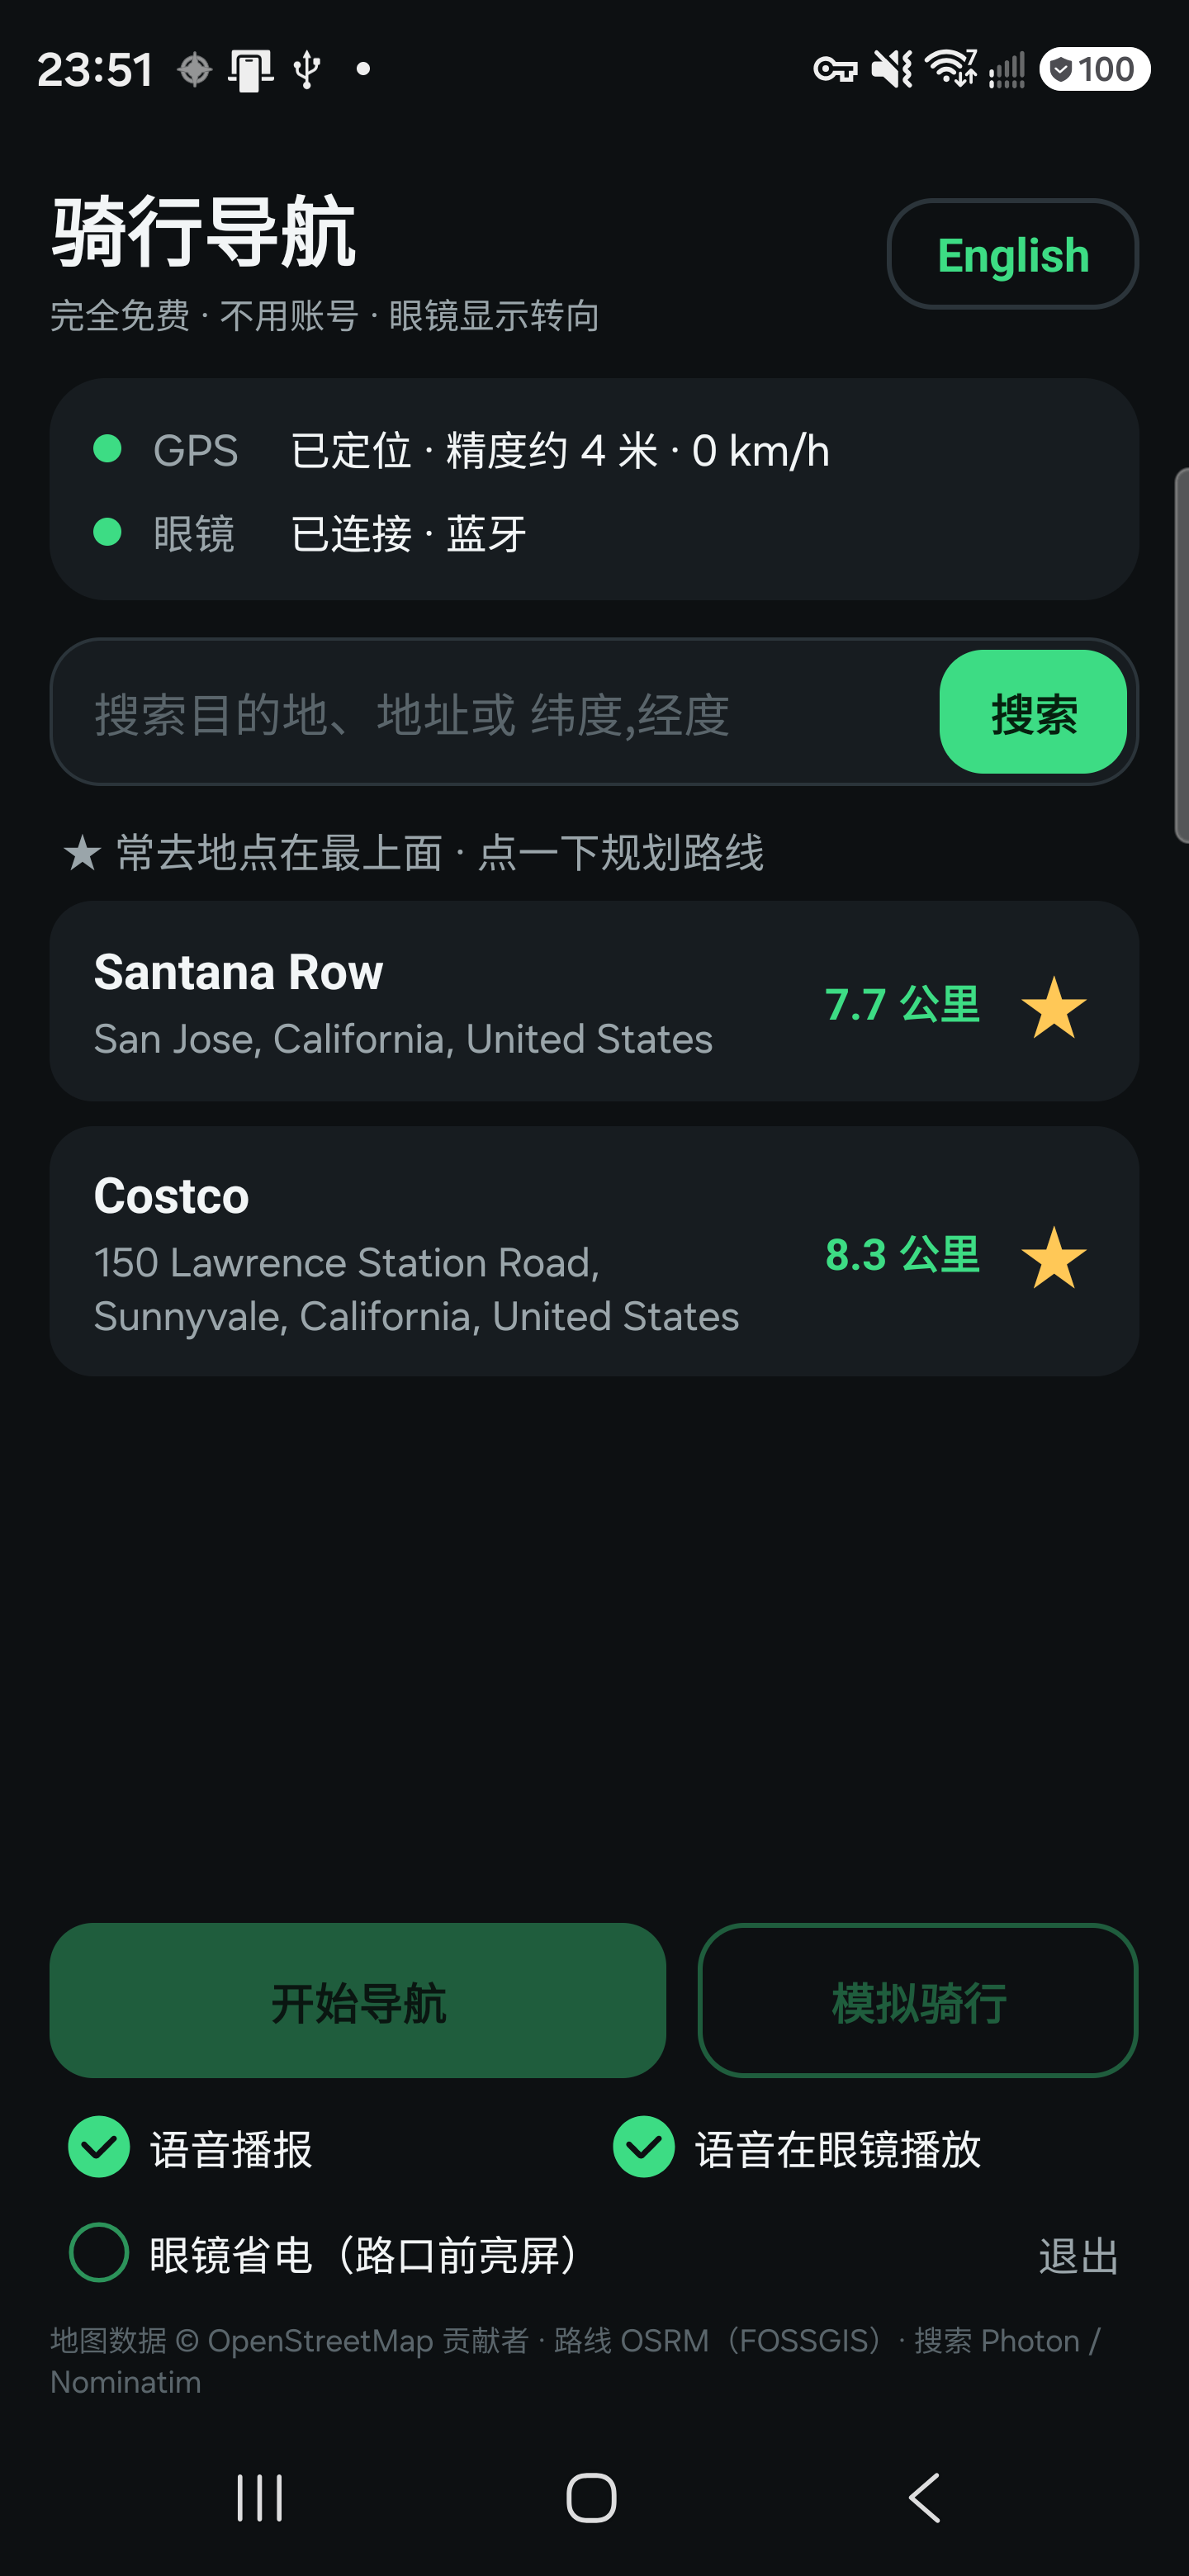 23:51
7
100
骑行导航
English
完全免费 · 不用账号 · 眼镜显示转向
GPS 已定位 · 精度约 4 米 · 0 km/h
眼镜 已连接 · 蓝牙
搜索目的地、地址或 纬度,经度 搜索
★ 常去地点在最上面 · 点一下规划路线
Santana Row
San Jose, California, United States
7.7 公里
Costco
150 Lawrence Station Road,
Sunnyvale, California, United States
8.3 公里
开始导航 模拟骑行
语音播报 语音在眼镜播放
眼镜省电（路口前亮屏） 退出
地图数据 © OpenStreetMap 贡献者 · 路线 OSRM（FOSSGIS）· 搜索 Photon /
Nominatim